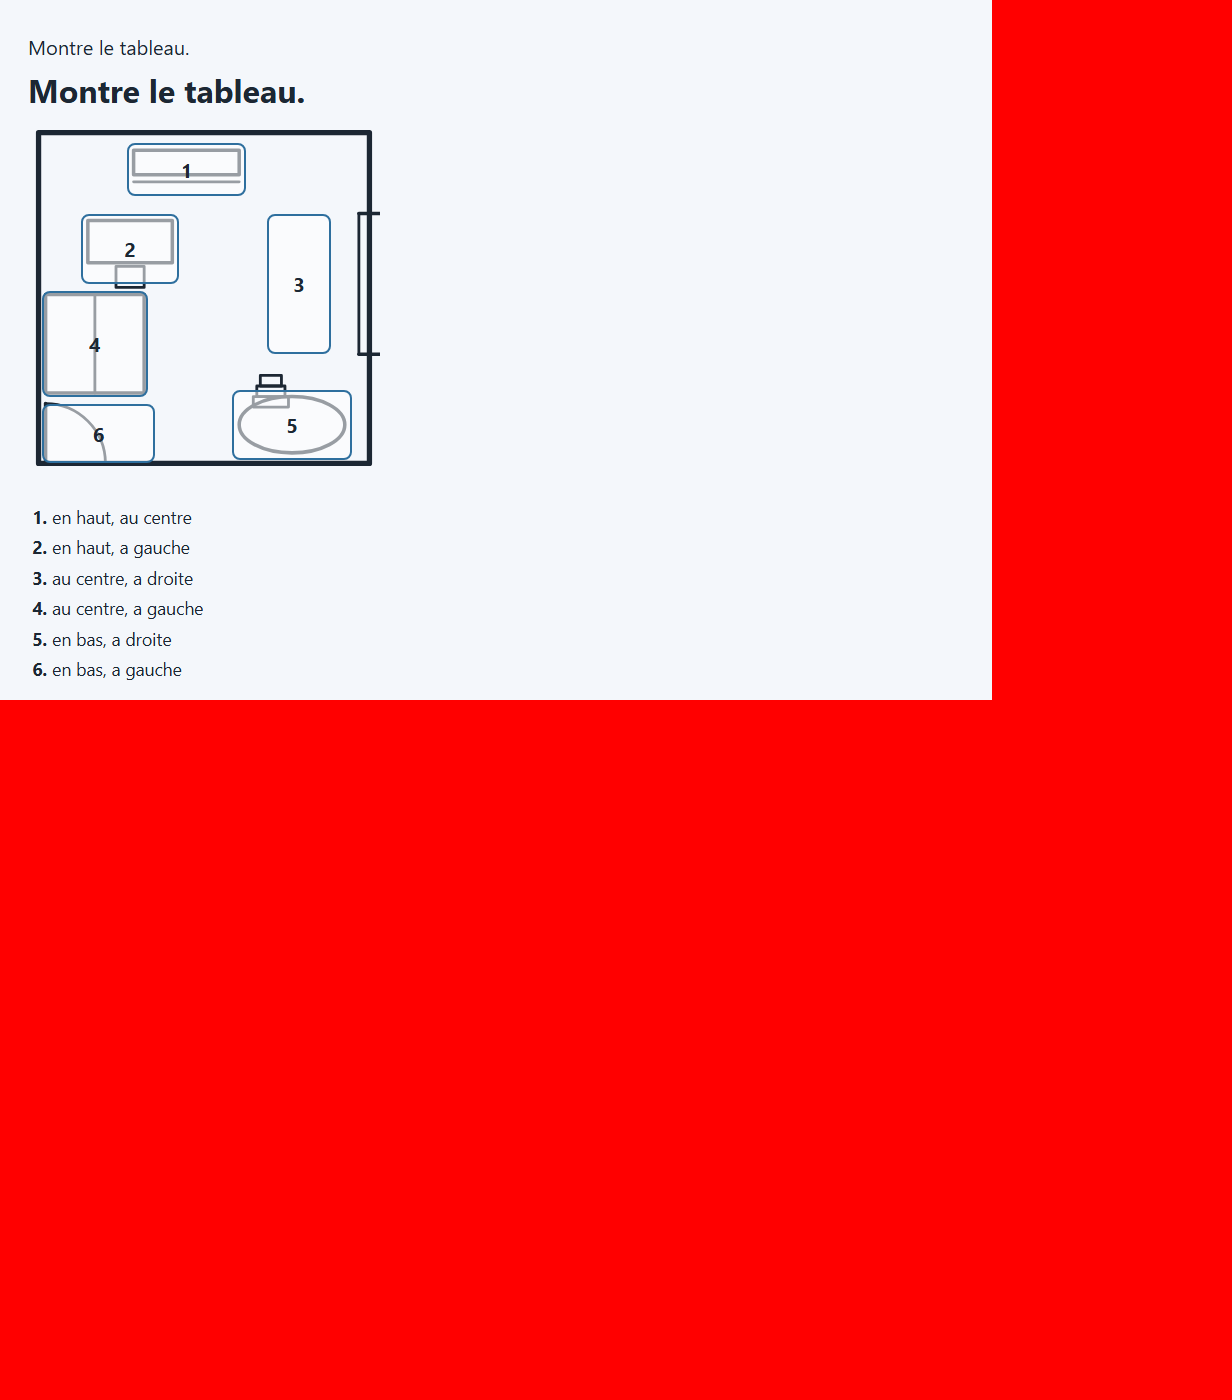 Montre le tableau.
Montre le tableau.
1
2
3
4
5
6
1. en haut, au centre
2. en haut, a gauche
3. au centre, a droite
4. au centre, a gauche
5. en bas, a droite
6. en bas, a gauche